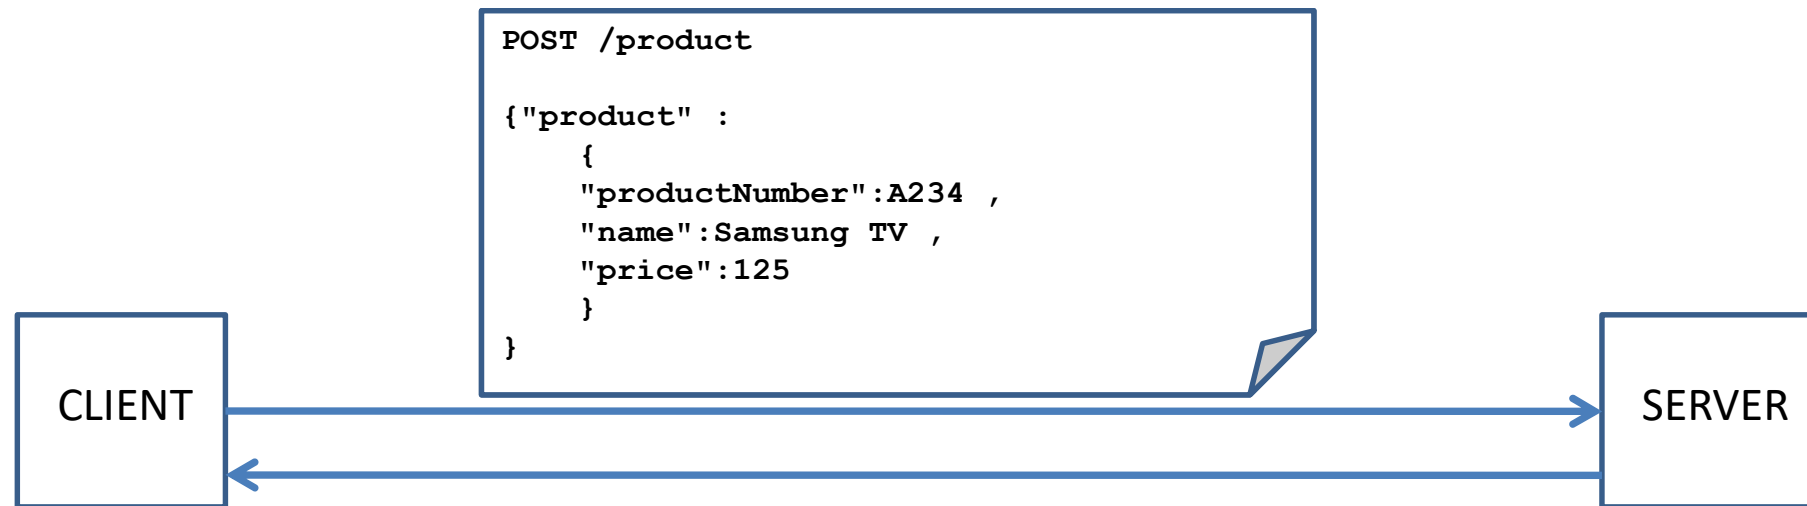 POST /product
{"product" :
{
"productNumber":A234 ,
"name":Samsung TV ,
"price":125
}
}
CLIENT
SERVER